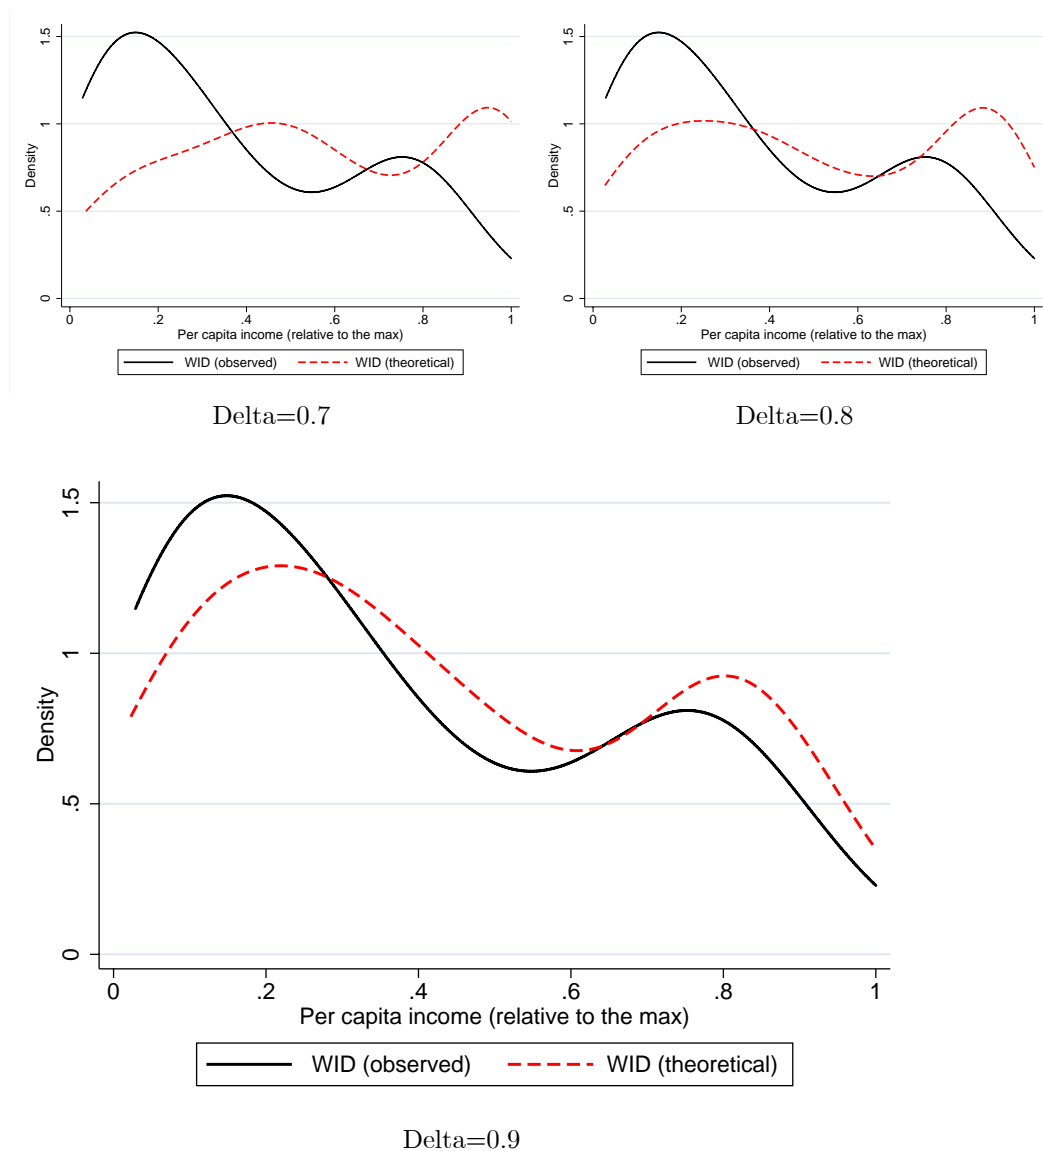 1.5
1
.5
0
Density
0 .2 .4 .6 .8 1
Per capita income (relative to the max)
WID (observed) WID (theoretical)
Delta=0.7
1.5
1
.5
0
Density
0 .2 .4 .6 .8 1
Per capita income (relative to the max)
WID (observed) WID (theoretical)
Delta=0.8
1.5
1
.5
0
Density
0 .2 .4 .6 .8 1
Per capita income (relative to the max)
WID (observed) WID (theoretical)
Delta=0.9